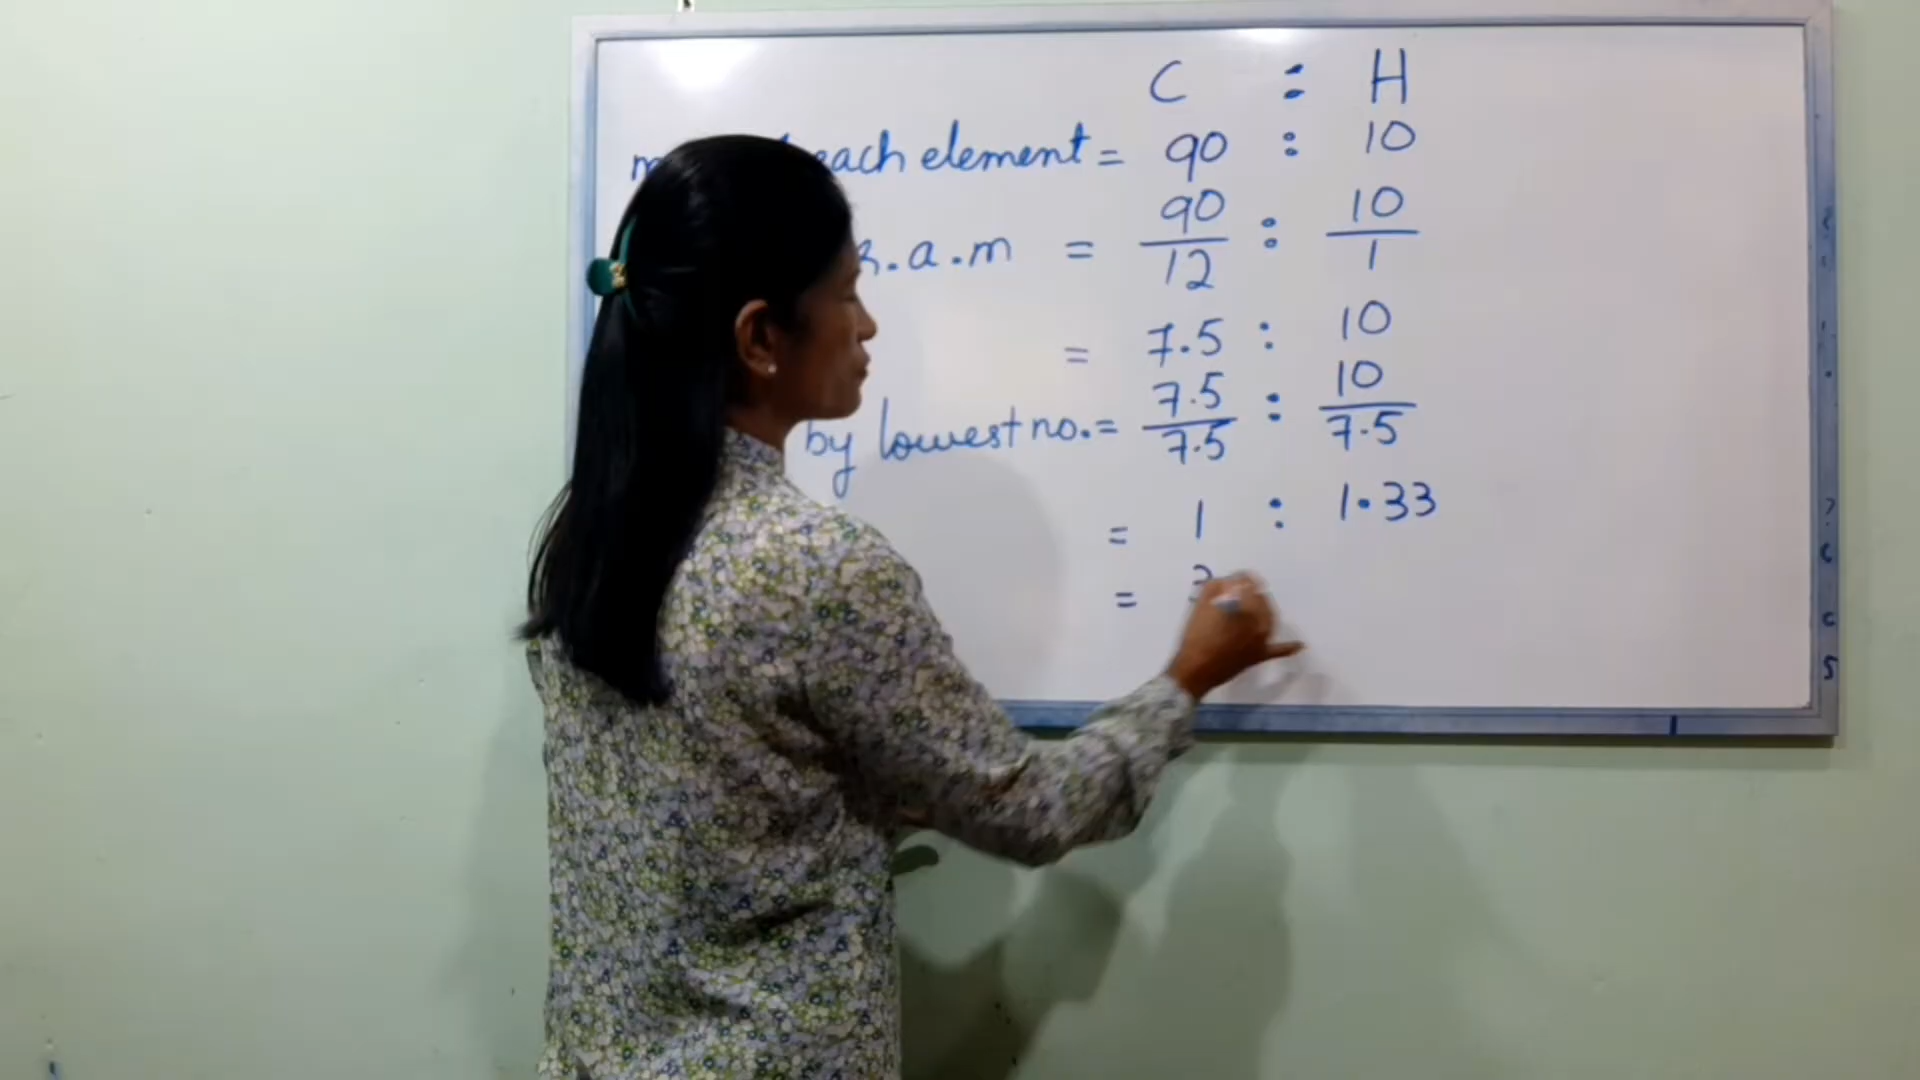 C : H
each element = 90 : 10
.a.m = 90/12 : 10/1
= 7.5 : 10
by lowest no. = 7.5/7.5 : 10/7.5
= 1 : 1.33
=